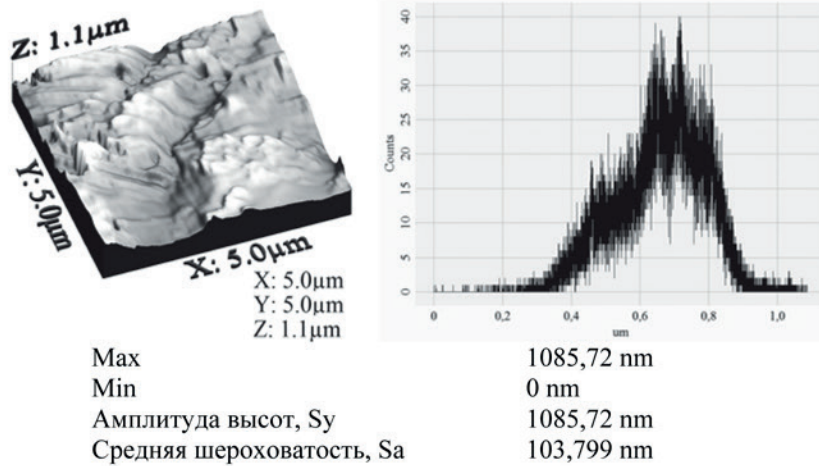 Z: 1.1µm
Y: 5.0µm
X: 5.0µm
X: 5.0µm
Y: 5.0µm
Z: 1.1µm
Counts
40
35
30
25
20
15
10
5
0
0 0,2 0,4 0,6 0,8 1,0
um
Max 1085,72 nm
Min 0 nm
Амплитуда высот, Sy 1085,72 nm
Средняя шероховатость, Sa 103,799 nm